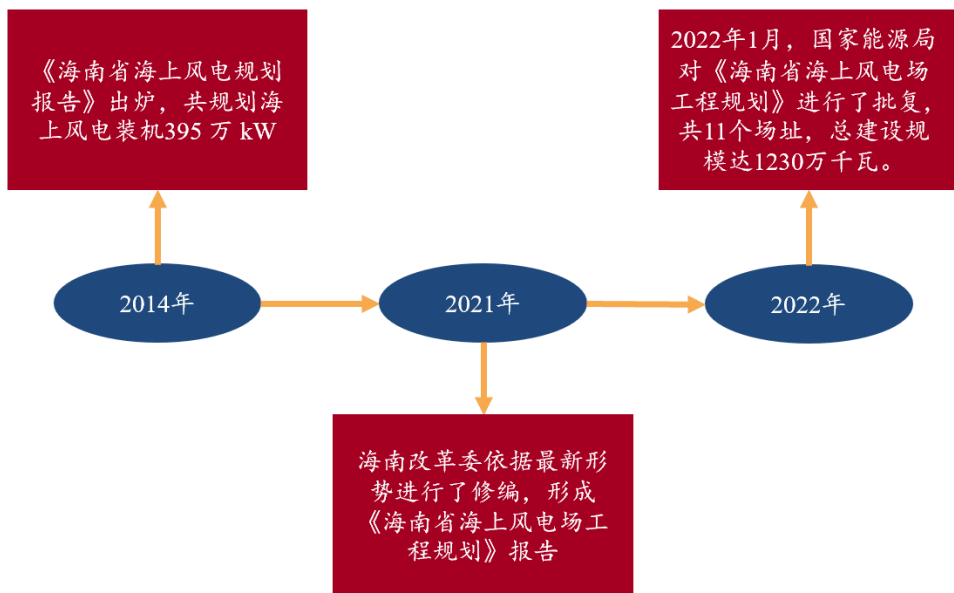 《海南省海上风电规划
报告》出炉，共规划海
上风电装机395 万 kW
2022年1月，国家能源局
对《海南省海上风电场
工程规划》进行了批复，
共11个场址，总建设规
模达1230万千瓦。
2014年
2021年
2022年
海南改革委依据最新形
势进行了修编，形成
《海南省海上风电场工
程规划》报告